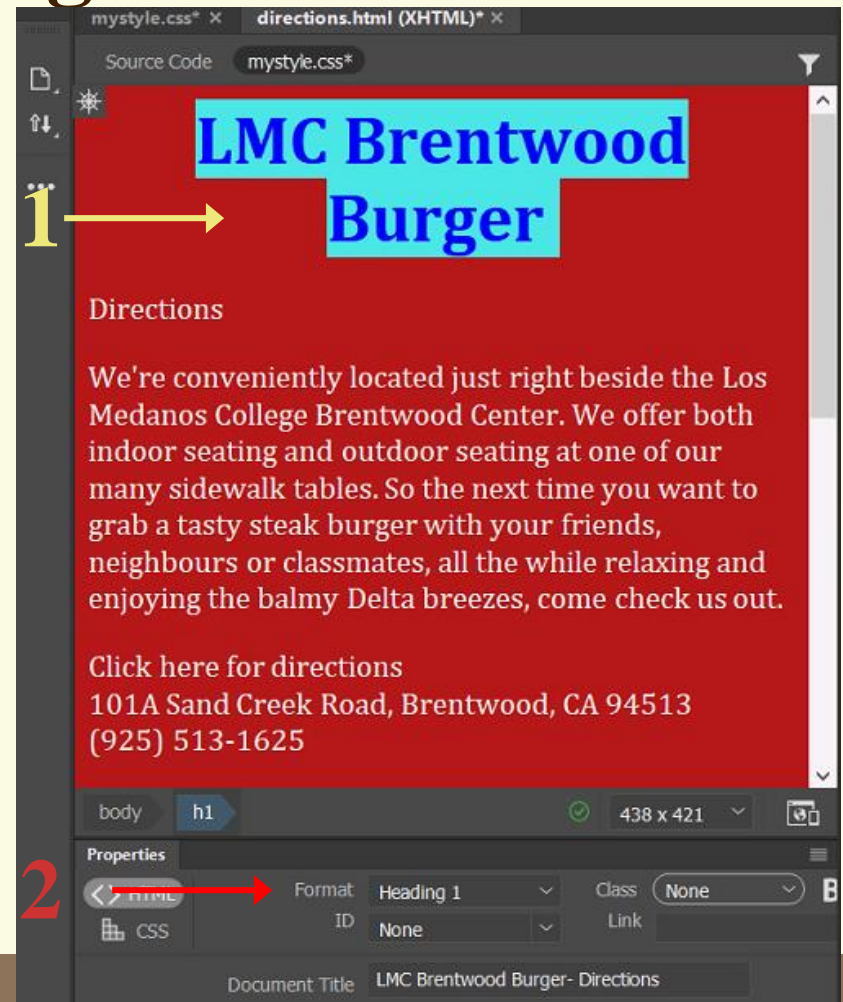 mystyle.css* × directions.html (XHTML)* ×
Source Code mystyle.css*
LMC Brentwood
Burger
1
Directions
We're conveniently located just right beside the Los
Medanos College Brentwood Center. We offer both
indoor seating and outdoor seating at one of our
many sidewalk tables. So the next time you want to
grab a tasty steak burger with your friends,
neighbours or classmates, all the while relaxing and
enjoying the balmy Delta breezes, come check us out.
Click here for directions
101A Sand Creek Road, Brentwood, CA 94513
(925) 513-1625
body h1 438 x 421
Properties
2
<> HTML Format Heading 1 Class None B
CSS ID None Link
Document Title LMC Brentwood Burger- Directions